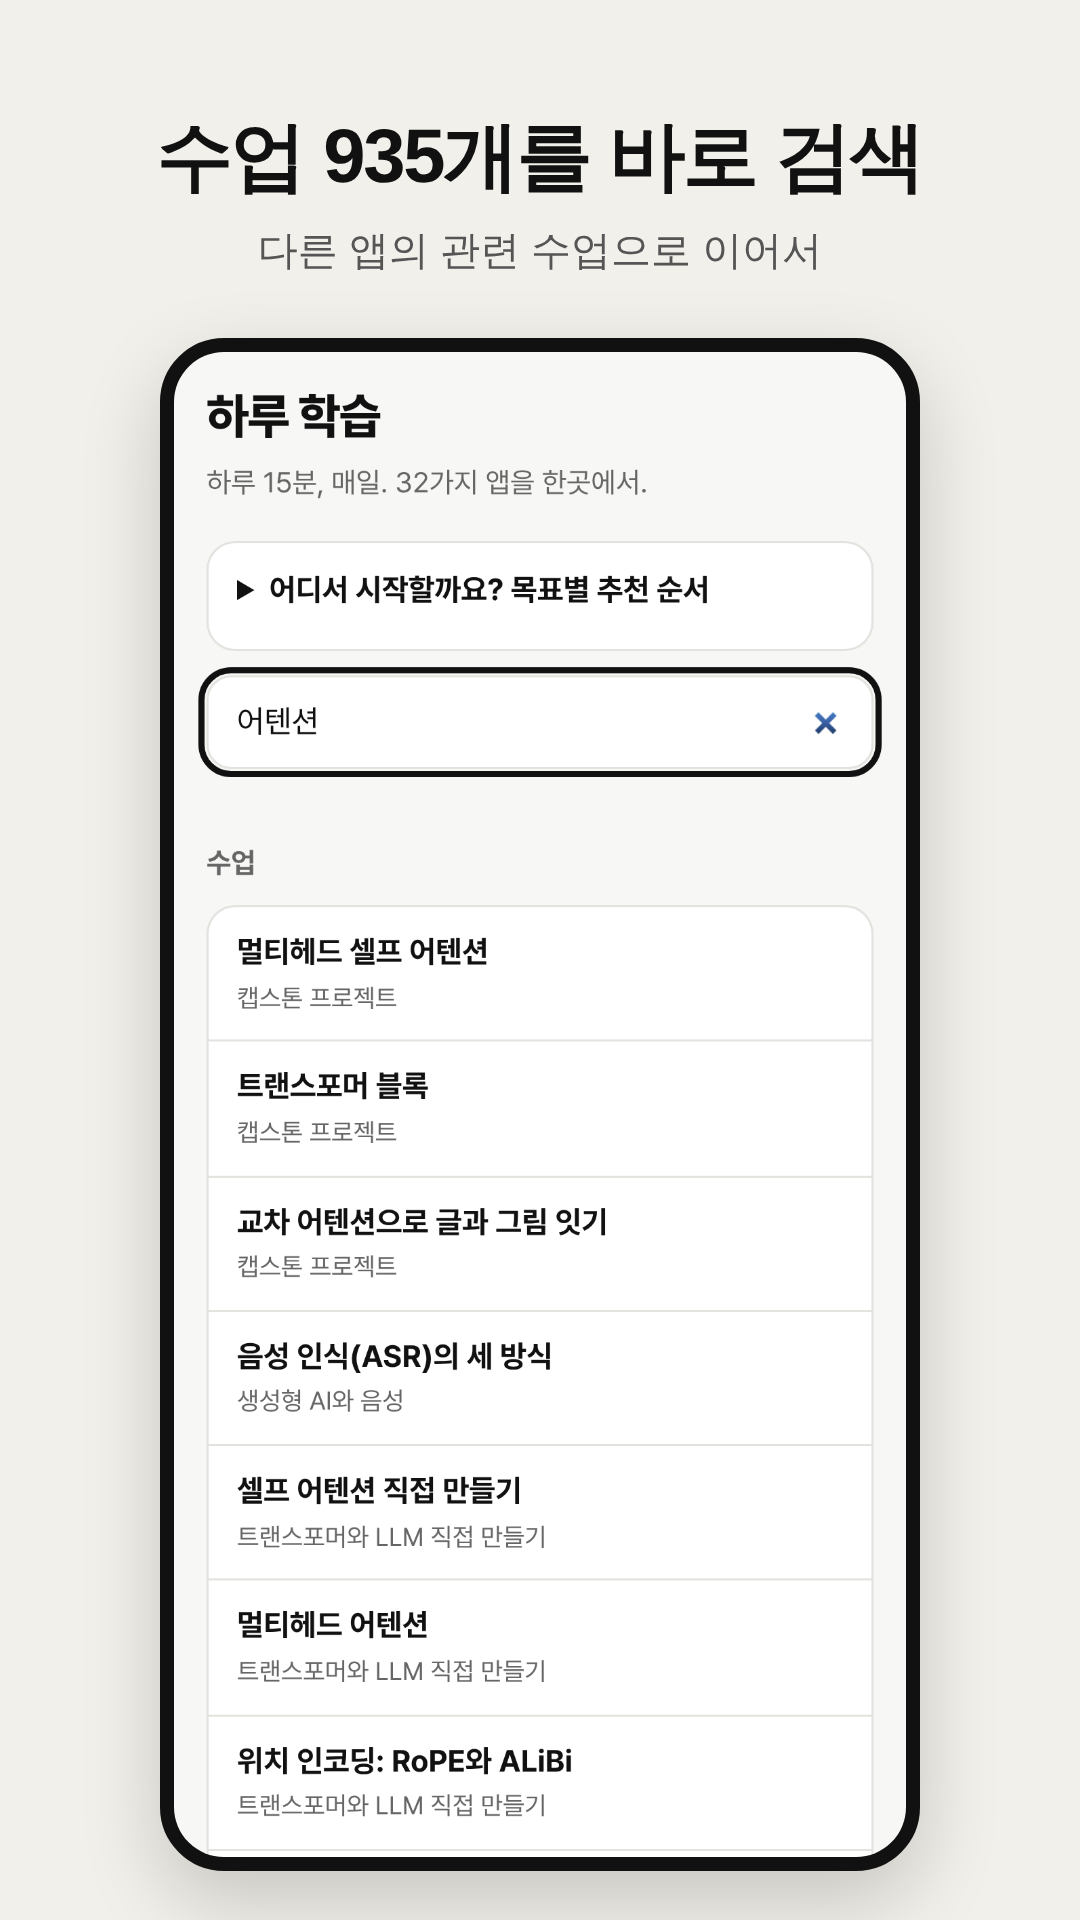 수업 935개를 바로 검색
다른 앱의 관련 수업으로 이어서
하루 학습
하루 15분, 매일. 32가지 앱을 한곳에서.
▶ 어디서 시작할까요? 목표별 추천 순서
어텐션
수업
멀티헤드 셀프 어텐션
캡스톤 프로젝트
트랜스포머 블록
캡스톤 프로젝트
교차 어텐션으로 글과 그림 잇기
캡스톤 프로젝트
음성 인식(ASR)의 세 방식
생성형 AI와 음성
셀프 어텐션 직접 만들기
트랜스포머와 LLM 직접 만들기
멀티헤드 어텐션
트랜스포머와 LLM 직접 만들기
위치 인코딩: RoPE와 ALiBi
트랜스포머와 LLM 직접 만들기